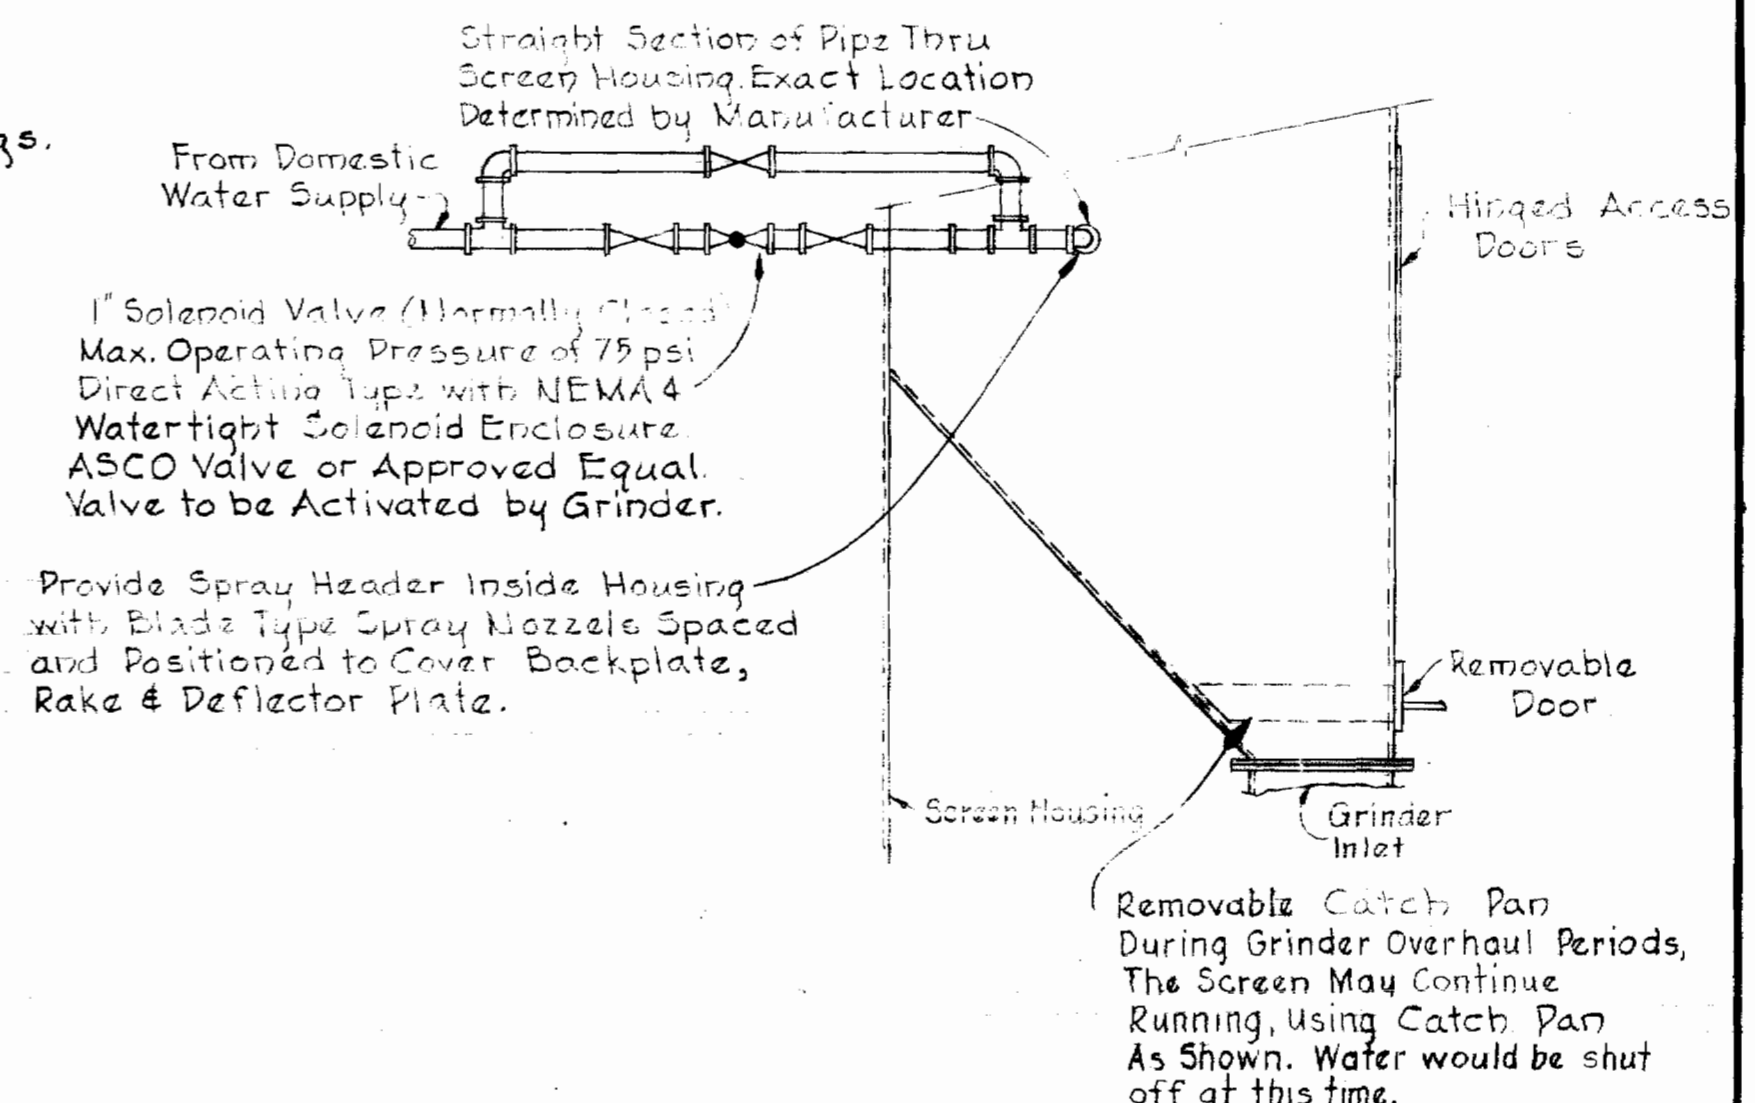 Straight Section of Pipe Thru
Screen Housing. Exact Location
Determined by Manufacturer
gs.
From Domestic
Water Supply
Hinged Access
Doors
1" Solenoid Valve (Normally Closed)
Max. Operating Pressure of 75 psi
Direct Acting Type with NEMA 4
Watertight Solenoid Enclosure.
ASCO Valve or Approved Equal.
Valve to be Activated by Grinder.
Provide Spray Header Inside Housing
with Blade Type Spray Nozzels Spaced
and Positioned to Cover Backplate,
Rake & Deflector Plate.
Removable
Door
Screen Housing
Grinder
Inlet
Removable Catch Pan
During Grinder Overhaul Periods,
The Screen May Continue
Running, Using Catch Pan
As Shown. Water would be shut
off at this time.